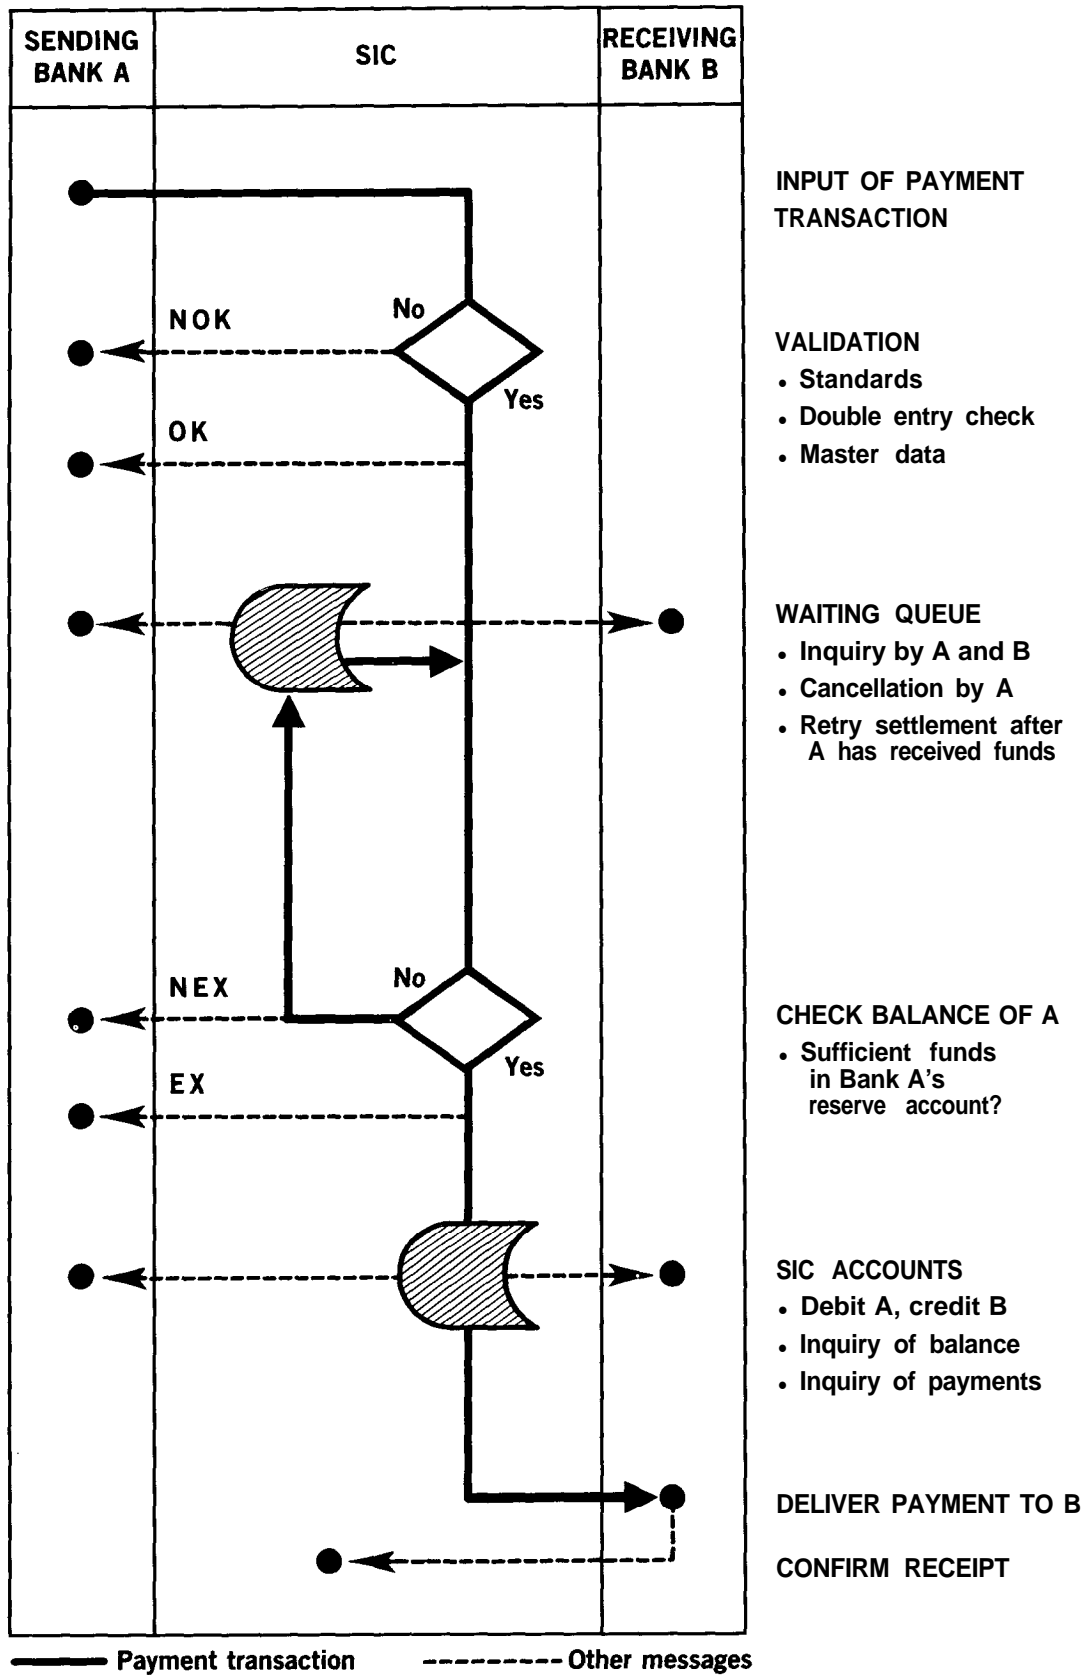 SENDING
BANK A
SIC
RECEIVING
BANK B
INPUT OF PAYMENT
TRANSACTION
No
NOK
Yes
VALIDATION
• Standards
• Double entry check
• Master data
OK
WAITING QUEUE
• Inquiry by A and B
• Cancellation by A
• Retry settlement after
A has received funds
No
NEX
Yes
CHECK BALANCE OF A
• Sufficient funds
in Bank A's
reserve account?
EX
SIC ACCOUNTS
• Debit A, credit B
• Inquiry of balance
• Inquiry of payments
DELIVER PAYMENT TO B
CONFIRM RECEIPT
Payment transaction
Other messages